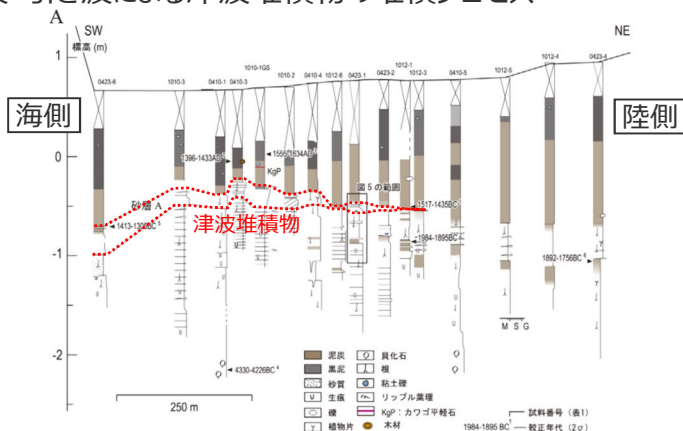 A
SW
NE
標高 (m)
1
0
-1
-2
0423-6
1010-3
0410-1
0410-3
1010-1GS
1010-2
0410-4
1012-6
0423-1
0423-2
1012-1
1012-3
0410-5
1012-5
1012-4
0423-4
海側
陸側
1396-1433AD
1555-1634AD
KgP
図５の範囲
砂層 A
津波堆積物
1517-1435BC
1984-1895BC
1892-1756BC
4330-4226BC
M S G
250 m
泥炭
黒泥
砂質
生痕
礫
植物片
貝化石
根
粘土礫
リップル葉理
KgP：カワゴ平軽石
木材
試料番号（表1）
1984-1895 BC
較正年代（2σ）